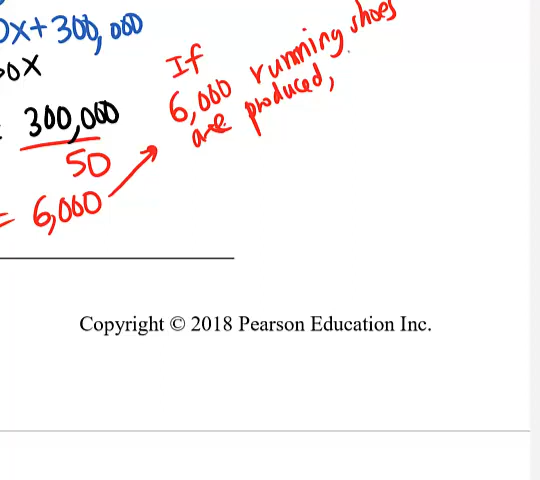 0x + 300,000
0x
300,000
50
= 6,000
If
6,000 running shoes
are produced,
Copyright © 2018 Pearson Education Inc.